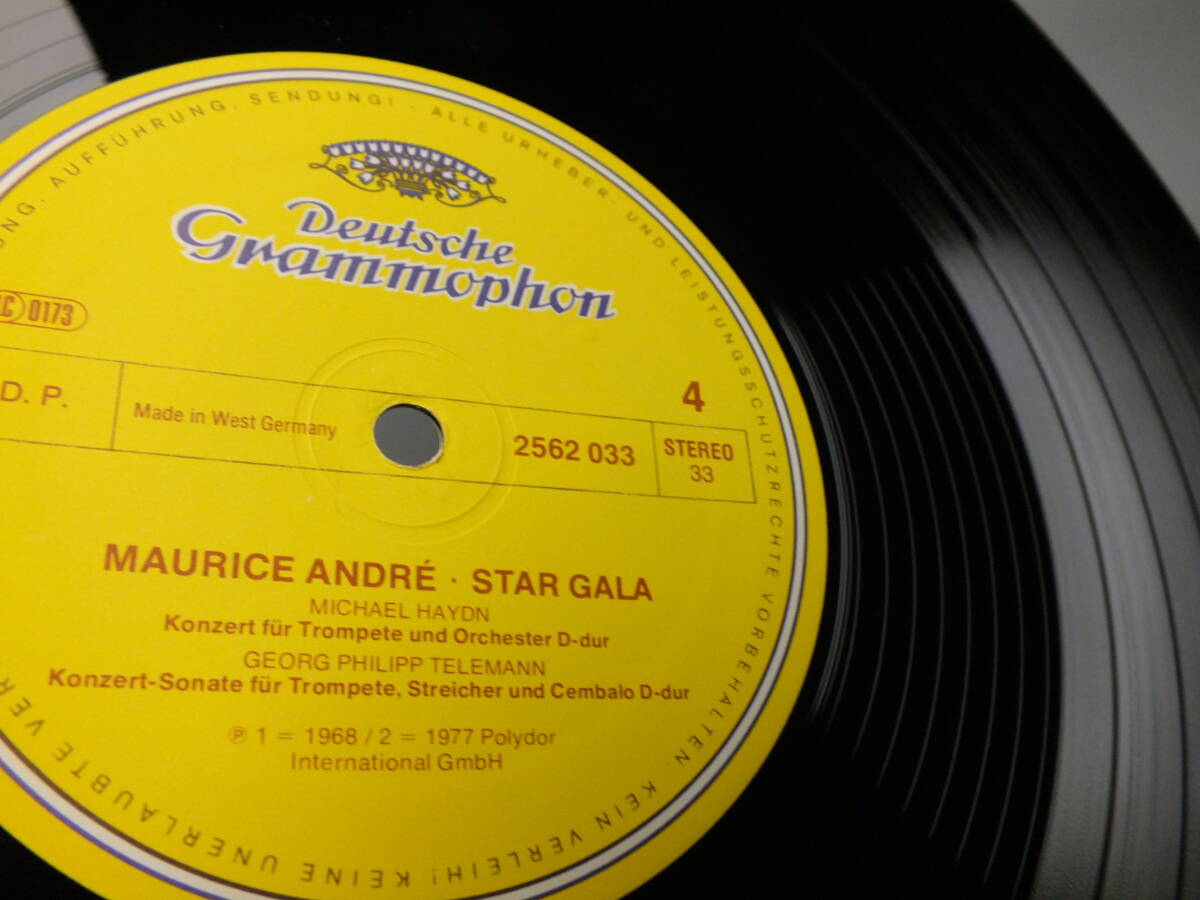 UNG, AUFFÜHRUNG, SENDUNG! · ALLE URHEBER- UND LEISTUNGSSCHUTZRECHTE VORBEHALTEN. KEIN VERLEIH! KEINE UNERLAUBTE VER
Deutsche
Grammophon
0173
4
D. P.
Made in West Germany
2562 033
STEREO
33
MAURICE ANDRÉ · STAR GALA
MICHAEL HAYDN
Konzert für Trompete und Orchester D-dur
GEORG PHILIPP TELEMANN
Konzert-Sonate für Trompete, Streicher und Cembalo D-dur
℗ 1 = 1968 / 2 = 1977 Polydor
International GmbH